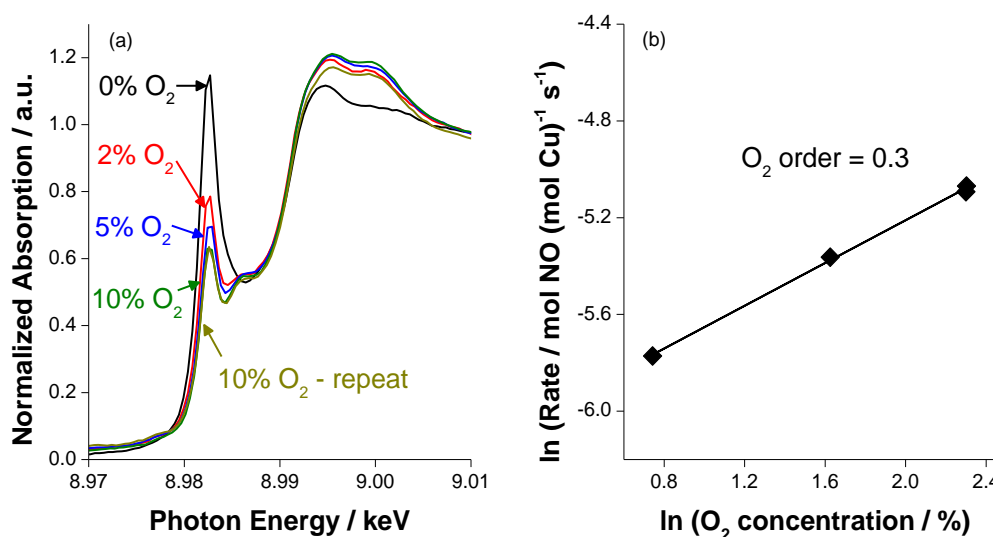 (a)
0% O₂
2% O₂
5% O₂
10% O₂
10% O₂ - repeat
1.2
1.0
0.8
0.6
0.4
0.2
0.0
8.97 8.98 8.99 9.00 9.01
Normalized Absorption / a.u.
Photon Energy / keV
(b)
O₂ order = 0.3
-4.4
-4.8
-5.2
-5.6
-6.0
0.8 1.2 1.6 2.0 2.4
ln (Rate / mol NO (mol Cu)⁻¹ s⁻¹)
ln (O₂ concentration / %)